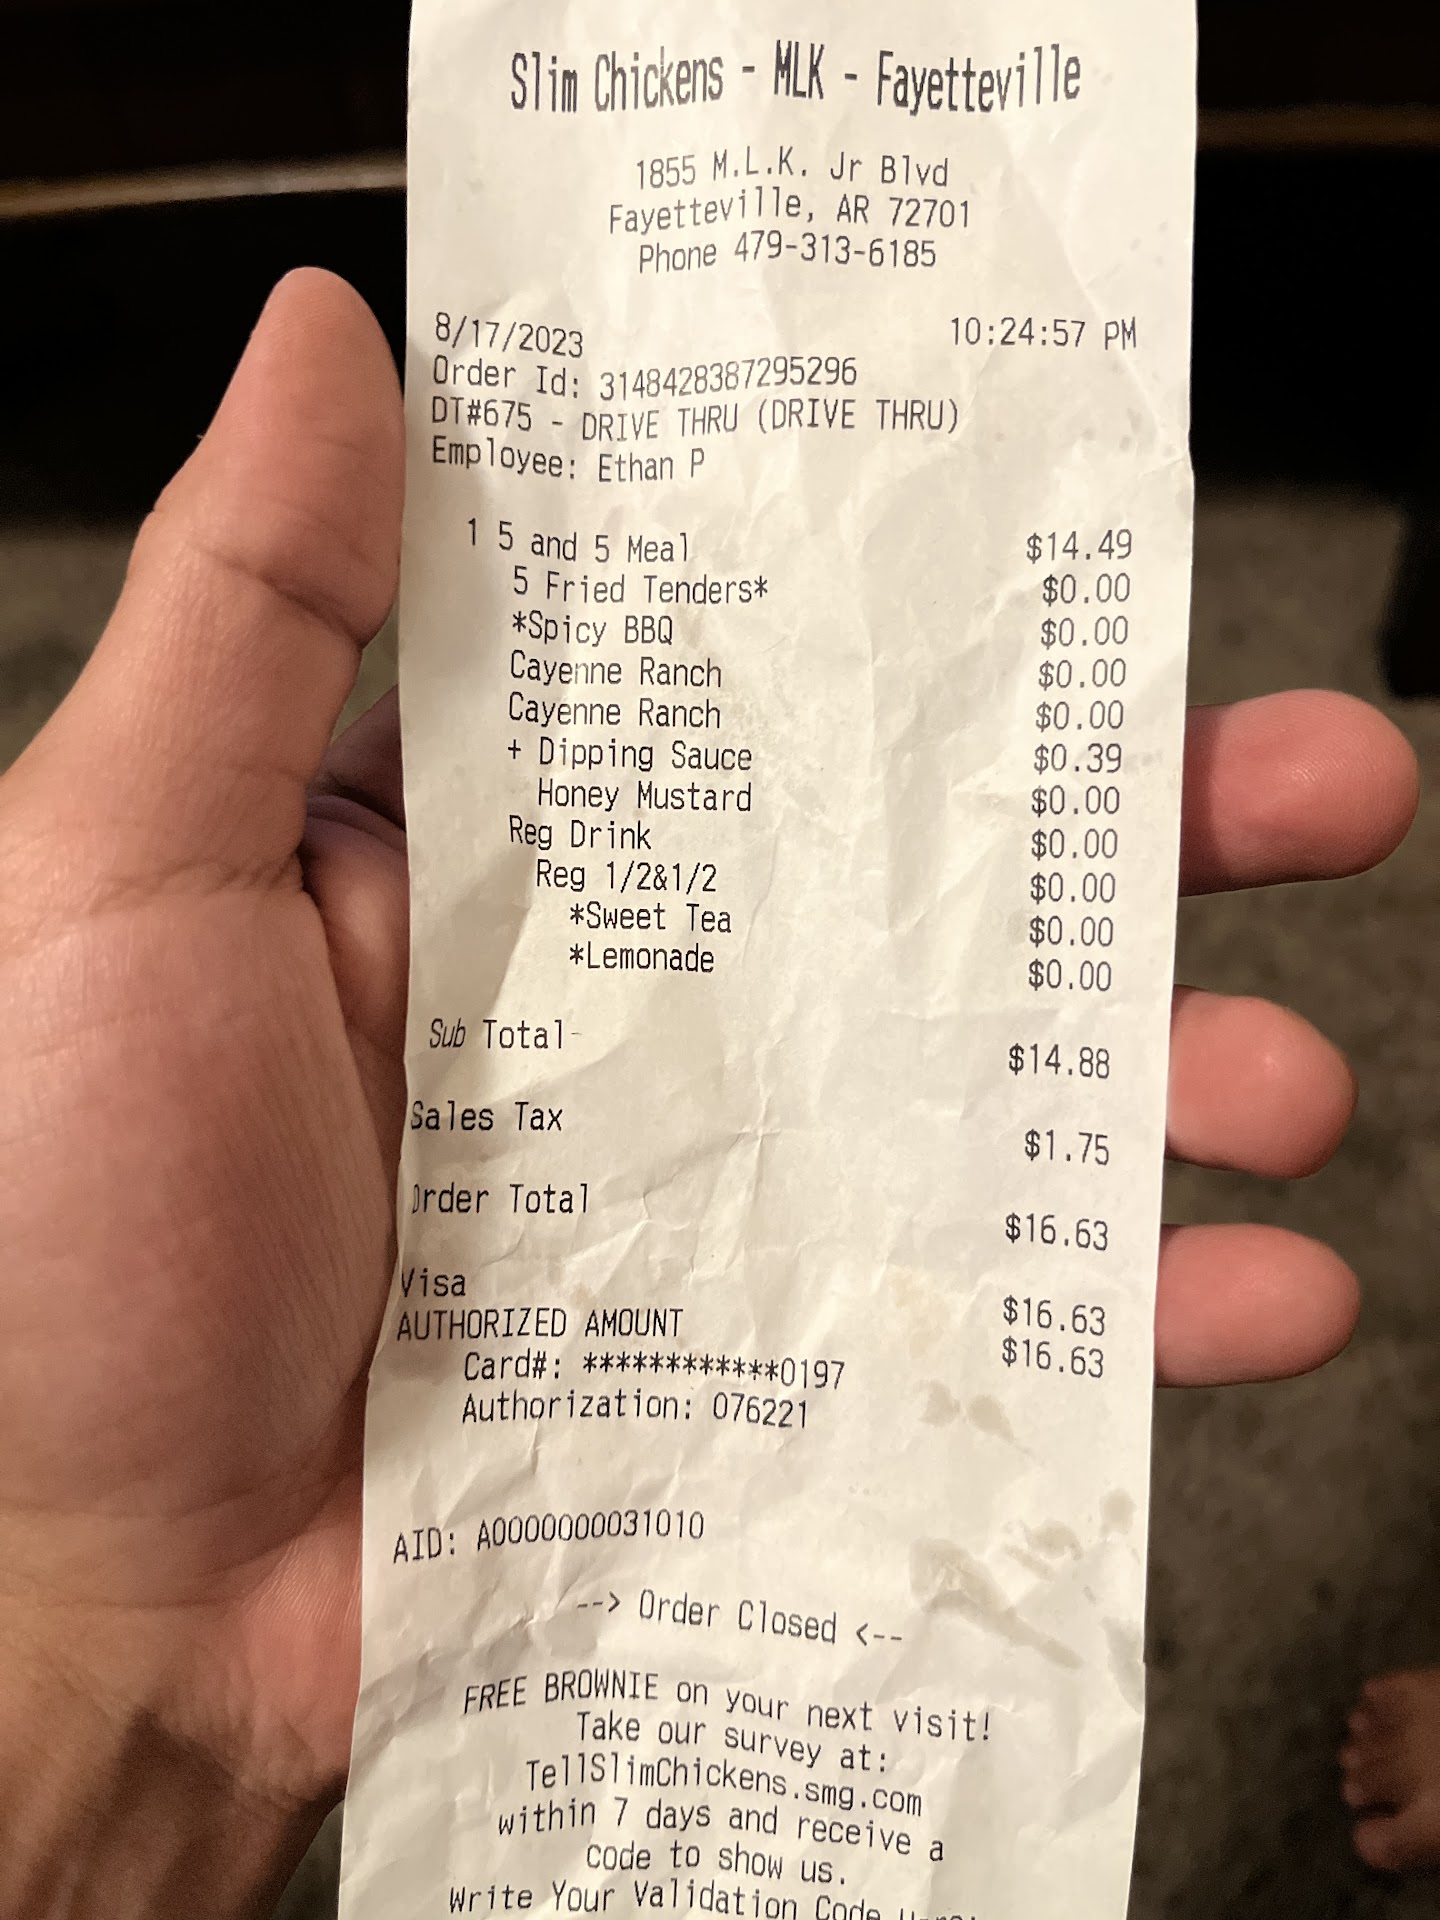 Slim Chickens - MLK - Fayetteville
1855 M.L.K. Jr Blvd
Fayetteville, AR 72701
Phone 479-313-6185
8/17/2023 10:24:57 PM
Order Id: 3148428387295296
DT#675 - DRIVE THRU (DRIVE THRU)
Employee: Ethan P
1 5 and 5 Meal $14.49
5 Fried Tenders* $0.00
*Spicy BBQ $0.00
Cayenne Ranch $0.00
Cayenne Ranch $0.00
+ Dipping Sauce $0.39
Honey Mustard $0.00
Reg Drink $0.00
Reg 1/2&1/2 $0.00
*Sweet Tea $0.00
*Lemonade $0.00
Sub Total $14.88
Sales Tax $1.75
Order Total $16.63
Visa $16.63
AUTHORIZED AMOUNT $16.63
Card#: ************0197
Authorization: 076221
AID: A0000000031010
--> Order Closed <--
FREE BROWNIE on your next visit!
Take our survey at:
TellSlimChickens.smg.com
within 7 days and receive a
code to show us.
Write Your Validation Code